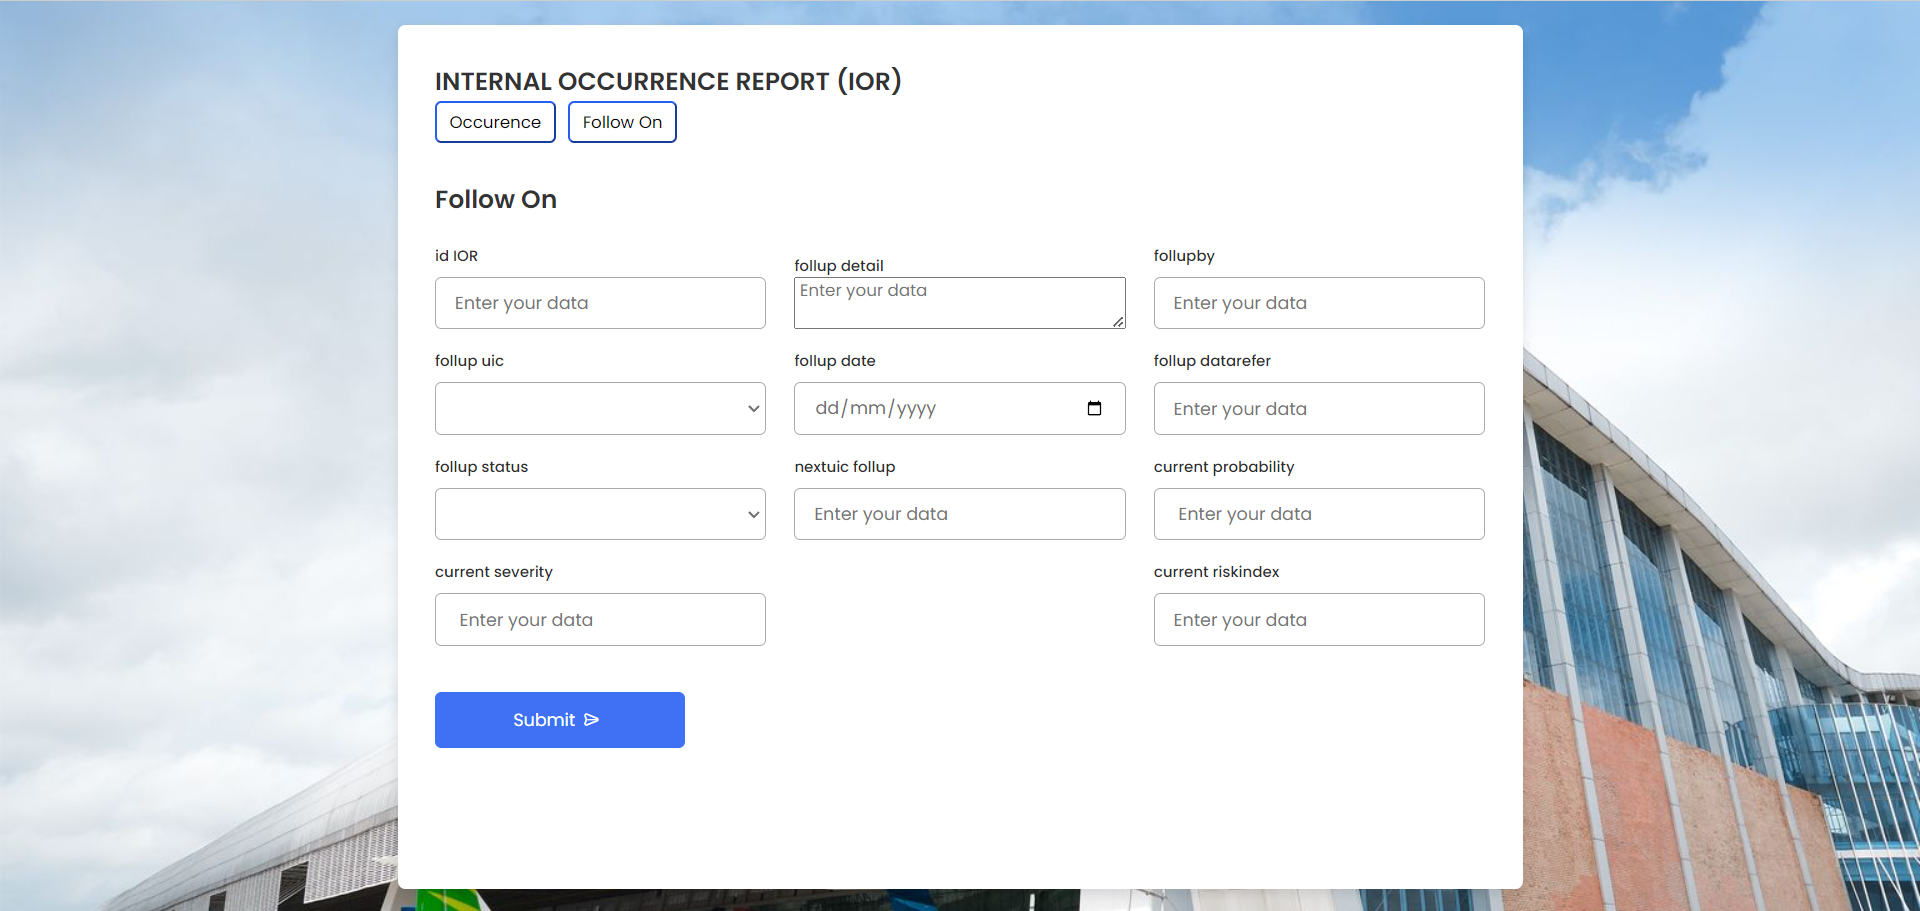 INTERNAL OCCURRENCE REPORT (IOR)
Occurence
Follow On
Follow On
id IOR
follup detail
follupby
Enter your data
Enter your data
Enter your data
follup uic
follup date
follup datarefer
dd/mm/yyyy
Enter your data
follup status
nextuic follup
current probability
Enter your data
Enter your data
current severity
current riskindex
Enter your data
Enter your data
Submit